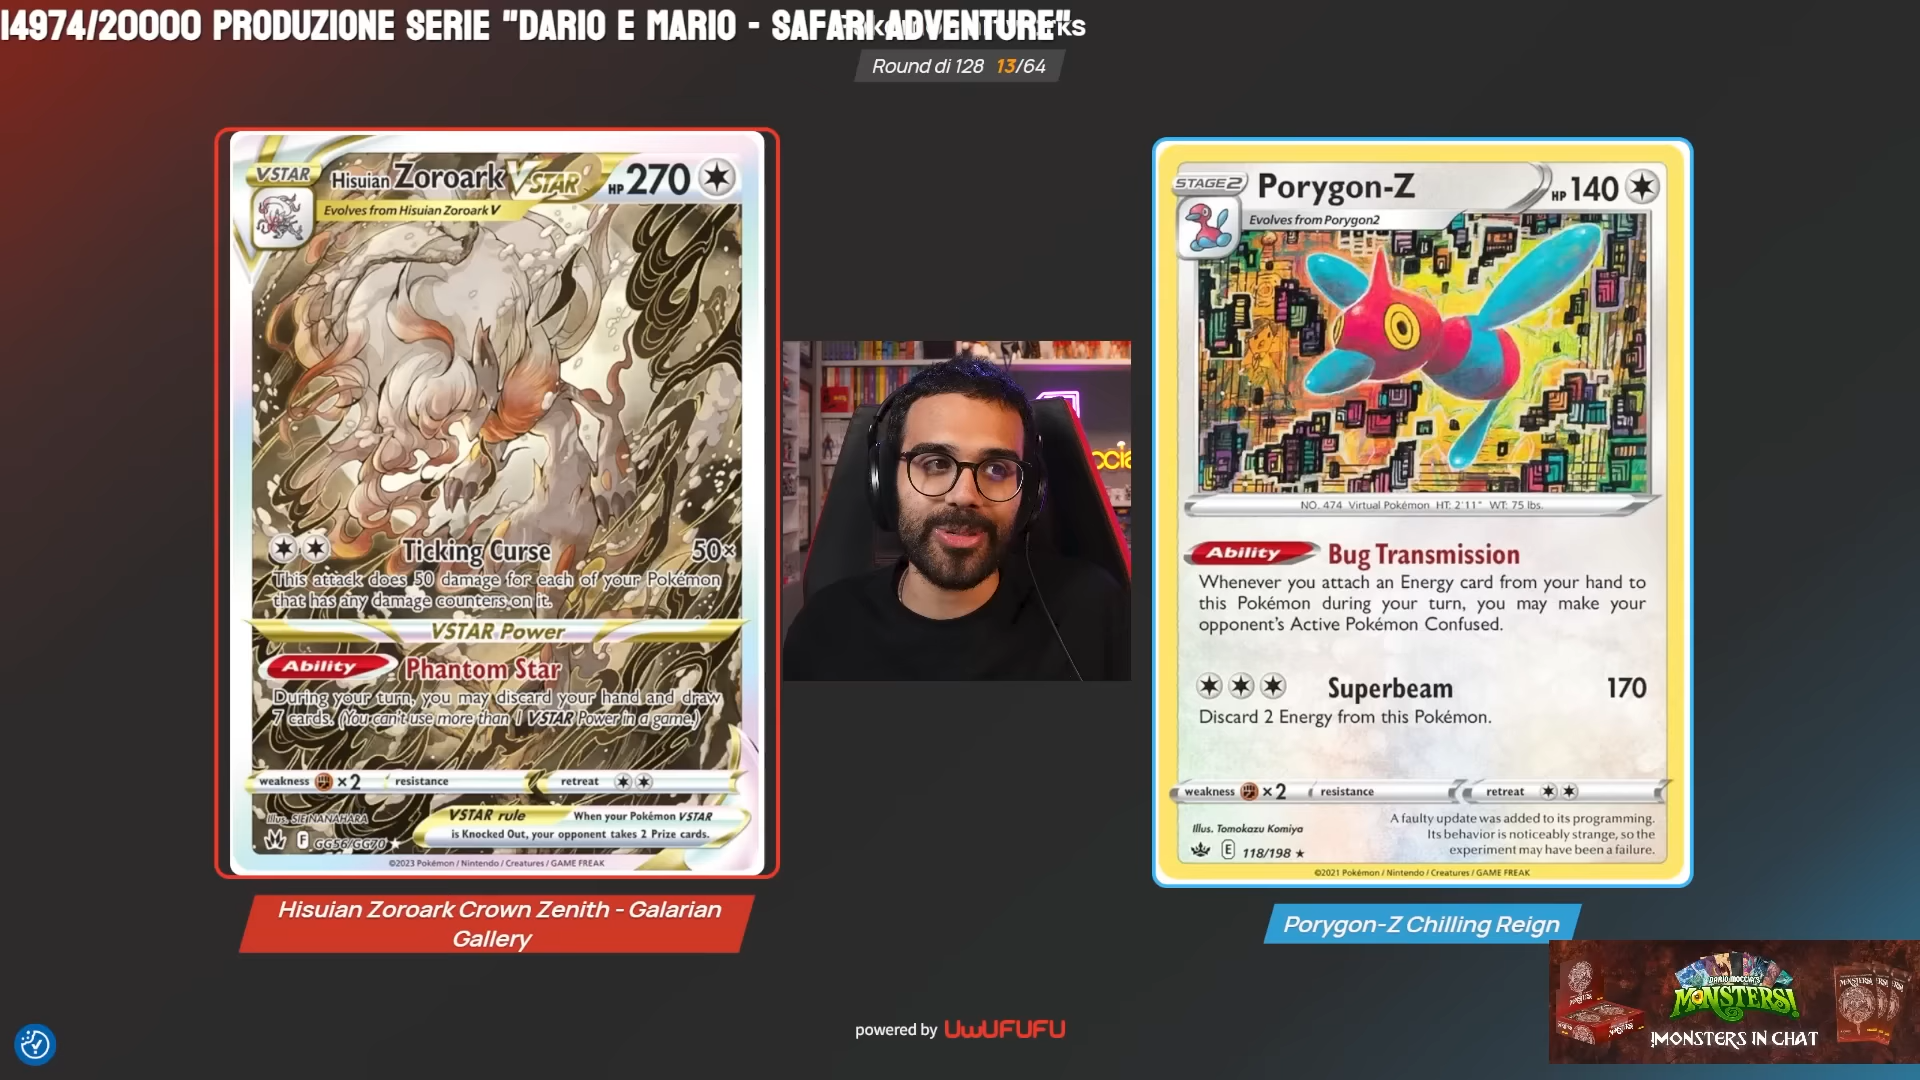 14974/20000 PRODUZIONE SERIE "DARIO E MARIO - SAFARI ADVENTURE"
Round di 128 13/64
VSTAR
Hisuian Zoroark VSTAR HP 270
Evolves from Hisuian Zoroark V
Ticking Curse 50×
This attack does 50 damage for each of your Pokémon
that has any damage counters on it.
VSTAR Power
Ability Phantom Star
During your turn, you may discard your hand and draw
7 cards. (You can't use more than 1 VSTAR Power in a game.)
weakness ×2 resistance retreat
VSTAR rule When your Pokémon VSTAR
is Knocked Out, your opponent takes 2 Prize cards.
Illus. SIEINANAHARA
F GG56/GG70
©2023 Pokémon / Nintendo / Creatures / GAME FREAK
Hisuian Zoroark Crown Zenith - Galarian
Gallery
STAGE 2
Porygon-Z HP 140
Evolves from Porygon2
NO. 474 Virtual Pokémon HT: 2'11" WT: 75 lbs.
Ability Bug Transmission
Whenever you attach an Energy card from your hand to
this Pokémon during your turn, you may make your
opponent's Active Pokémon Confused.
Superbeam 170
Discard 2 Energy from this Pokémon.
weakness ×2 resistance retreat
Illus. Tomokazu Komiya
E 118/198
A faulty update was added to its programming.
Its behavior is noticeably strange, so the
experiment may have been a failure.
©2021 Pokémon / Nintendo / Creatures / GAME FREAK
Porygon-Z Chilling Reign
powered by UwUFUFU
DARIO MOCCIA'S
MONSTERS!
!MONSTERS IN CHAT